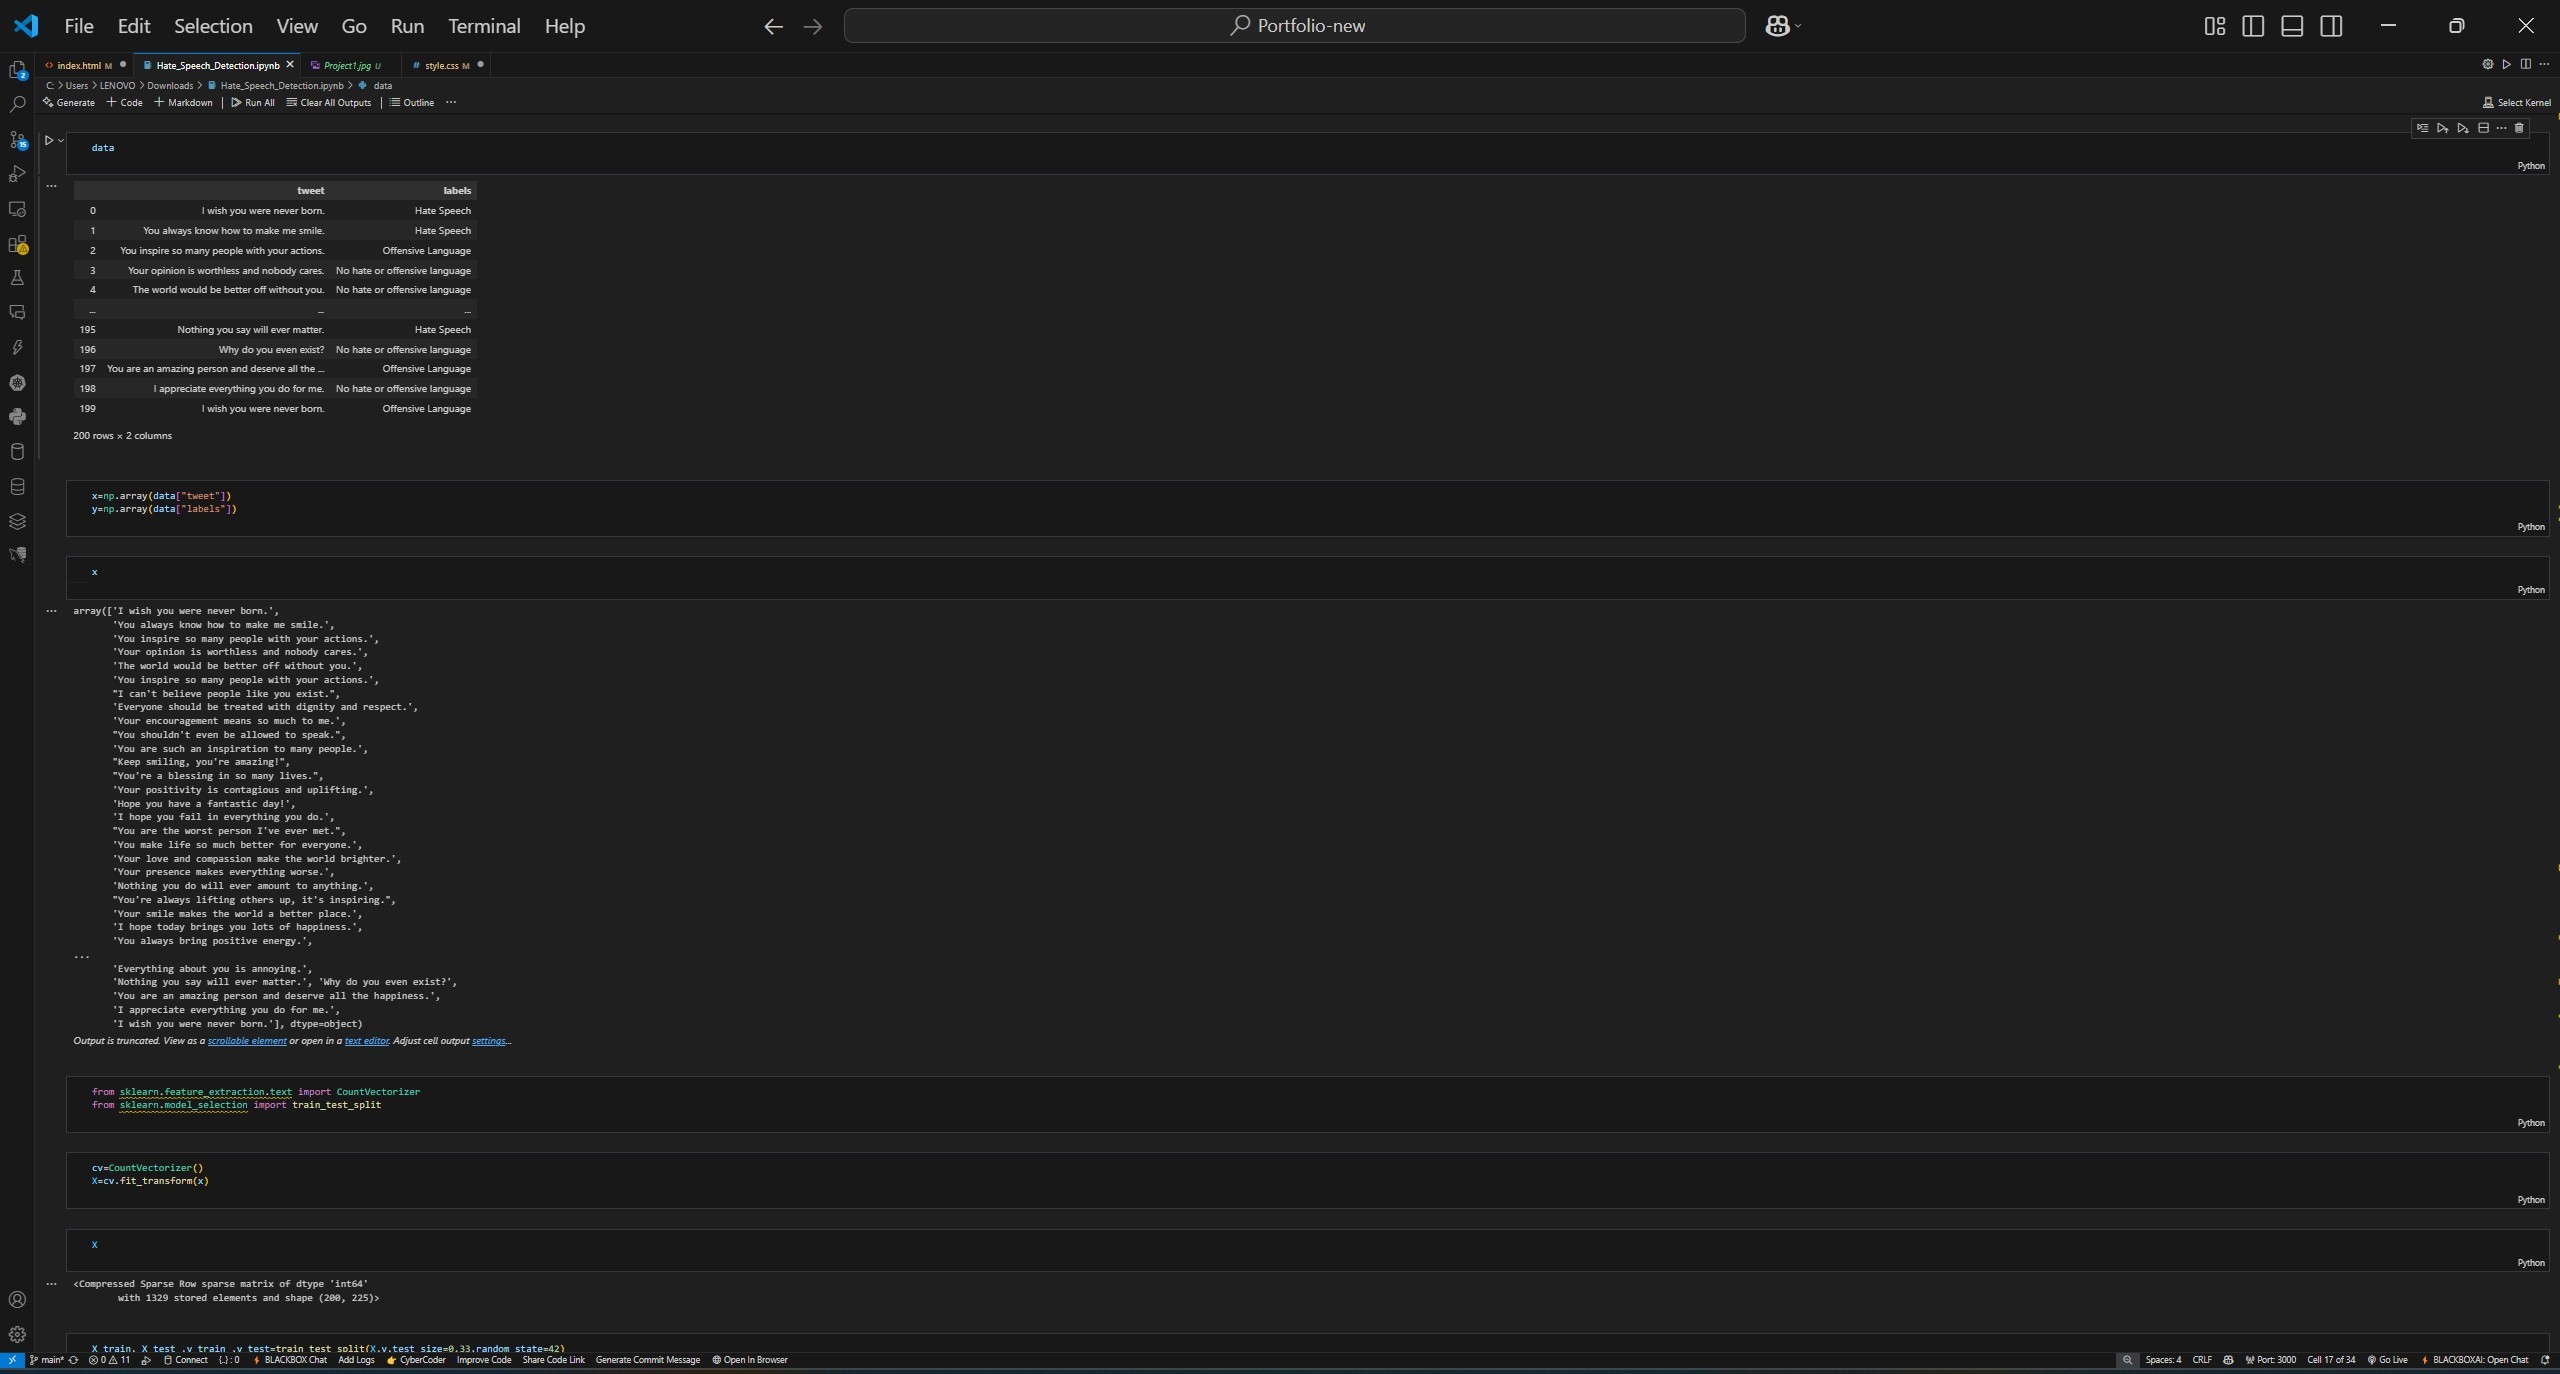 File Edit Selection View Go Run Terminal Help Portfolio-new
index.html M Hate_Speech_Detection.ipynb Project1.jpg U style.css M
C: > Users > LENOVO > Downloads > Hate_Speech_Detection.ipynb > data
Generate + Code + Markdown | Run All Clear All Outputs | Outline ... Select Kernel
data
Python
tweet labels
0 I wish you were never born. Hate Speech
1 You always know how to make me smile. Hate Speech
2 You inspire so many people with your actions. Offensive Language
3 Your opinion is worthless and nobody cares. No hate or offensive language
4 The world would be better off without you. No hate or offensive language
... ... ...
195 Nothing you say will ever matter. Hate Speech
196 Why do you even exist? No hate or offensive language
197 You are an amazing person and deserve all the ... Offensive Language
198 I appreciate everything you do for me. No hate or offensive language
199 I wish you were never born. Offensive Language
200 rows × 2 columns
x=np.array(data["tweet"])
y=np.array(data["labels"])
Python
x
Python
array(['I wish you were never born.',
'You always know how to make me smile.',
'You inspire so many people with your actions.',
'Your opinion is worthless and nobody cares.',
'The world would be better off without you.',
'You inspire so many people with your actions.',
"I can't believe people like you exist.",
'Everyone should be treated with dignity and respect.',
'Your encouragement means so much to me.',
"You shouldn't even be allowed to speak.",
'You are such an inspiration to many people.',
"Keep smiling, you're amazing!",
"You're a blessing in so many lives.",
'Your positivity is contagious and uplifting.',
'Hope you have a fantastic day!',
'I hope you fail in everything you do.',
"You are the worst person I've ever met.",
'You make life so much better for everyone.',
'Your love and compassion make the world brighter.',
'Your presence makes everything worse.',
'Nothing you do will ever amount to anything.',
"You're always lifting others up, it's inspiring.",
'Your smile makes the world a better place.',
'I hope today brings you lots of happiness.',
'You always bring positive energy.',
...
'Everything about you is annoying.',
'Nothing you say will ever matter.', 'Why do you even exist?',
'You are an amazing person and deserve all the happiness.',
'I appreciate everything you do for me.',
'I wish you were never born.'], dtype=object)
Output is truncated. View as a scrollable element or open in a text editor. Adjust cell output settings...
from sklearn.feature_extraction.text import CountVectorizer
from sklearn.model_selection import train_test_split
Python
cv=CountVectorizer()
X=cv.fit_transform(x)
Python
X
Python
<Compressed Sparse Row sparse matrix of dtype 'int64'
with 1329 stored elements and shape (200, 225)>
X_train, X_test ,y_train ,y_test=train_test_split(X,y,test_size=0.33,random_state=42)
main* 0 11 Connect {..}: 0 BLACKBOX Chat Add Logs CyberCoder Improve Code Share Code Link Generate Commit Message Open In Browser Spaces: 4 CRLF Port: 3000 Cell 17 of 34 Go Live BLACKBOXAI: Open Chat